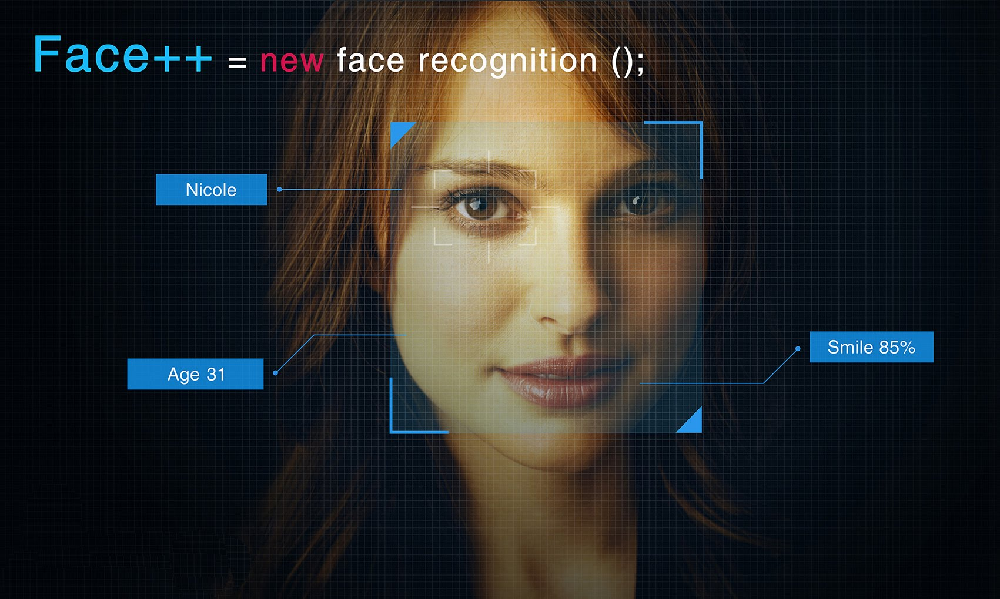 Face++ = new face recognition ();
Nicole
Age 31
Smile 85%